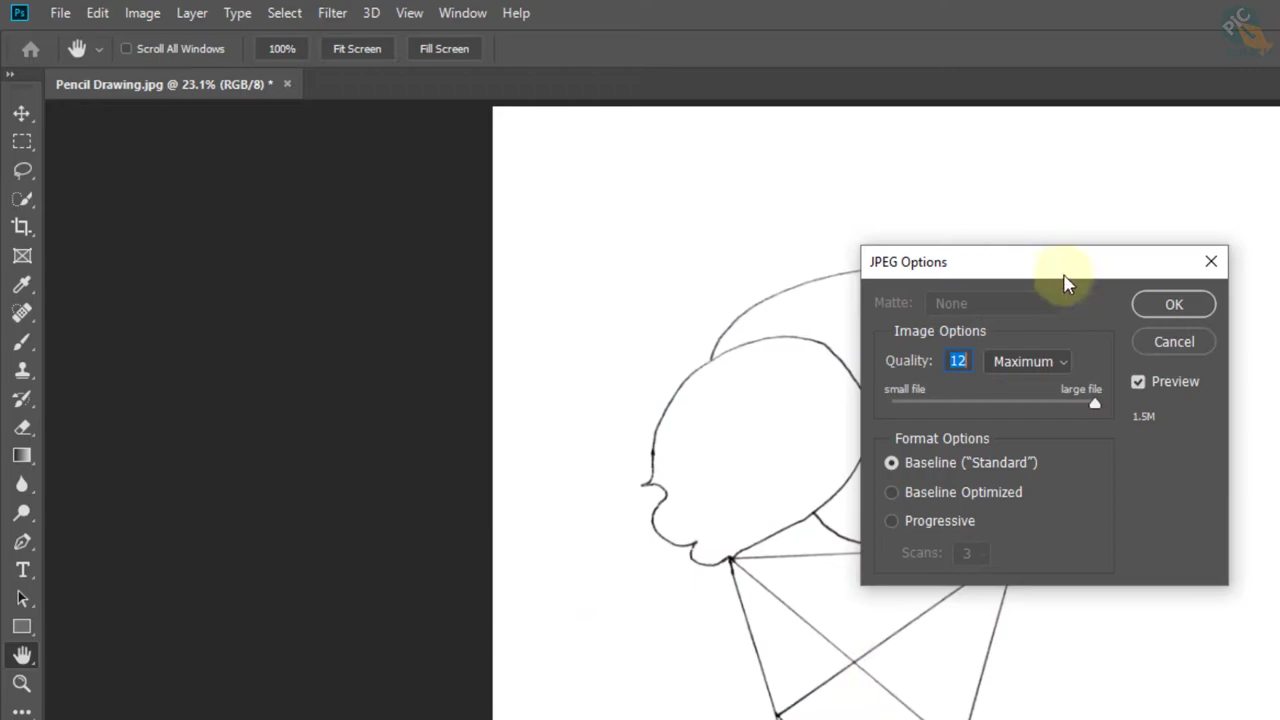 Ps File Edit Image Layer Type Select Filter 3D View Window Help
Scroll All Windows 100% Fit Screen Fill Screen
Pencil Drawing.jpg @ 23.1% (RGB/8) * ×
JPEG Options
Matte: None
OK
Image Options
Quality: 12 Maximum
Cancel
small file large file
Preview
1.5M
Format Options
Baseline (“Standard”)
Baseline Optimized
Progressive
Scans: 3
PIC